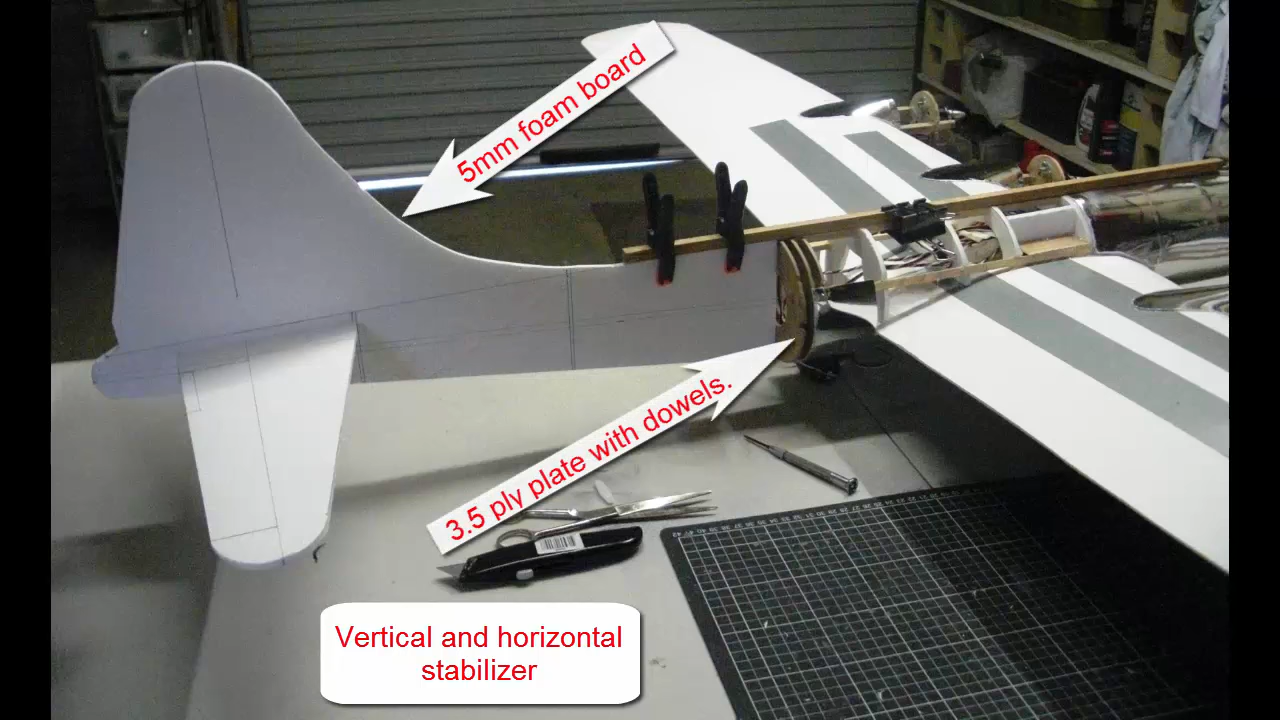 5mm foam board
3.5 ply plate with dowels.
Vertical and horizontal
stabilizer